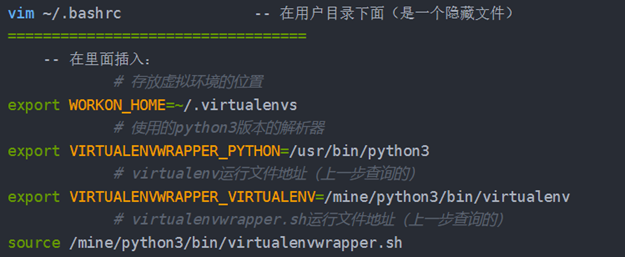 vim ~/.bashrc -- 在用户目录下面（是一个隐藏文件）
==================================
-- 在里面插入：
# 存放虚拟环境的位置
export WORKON_HOME=~/.virtualenvs
# 使用的python3版本的解析器
export VIRTUALENVWRAPPER_PYTHON=/usr/bin/python3
# virtualenv运行文件地址（上一步查询的）
export VIRTUALENVWRAPPER_VIRTUALENV=/mine/python3/bin/virtualenv
# virtualenvwrapper.sh运行文件地址（上一步查询的）
source /mine/python3/bin/virtualenvwrapper.sh